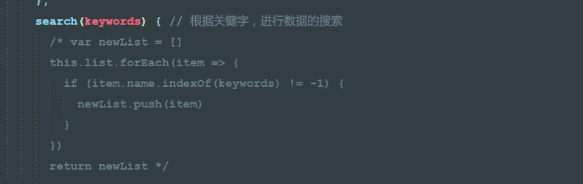 },
search(keywords) { // 根据关键字，进行数据的搜索
/* var newList = []
this.list.forEach(item => {
if (item.name.indexOf(keywords) != -1) {
newList.push(item)
}
})
return newList */